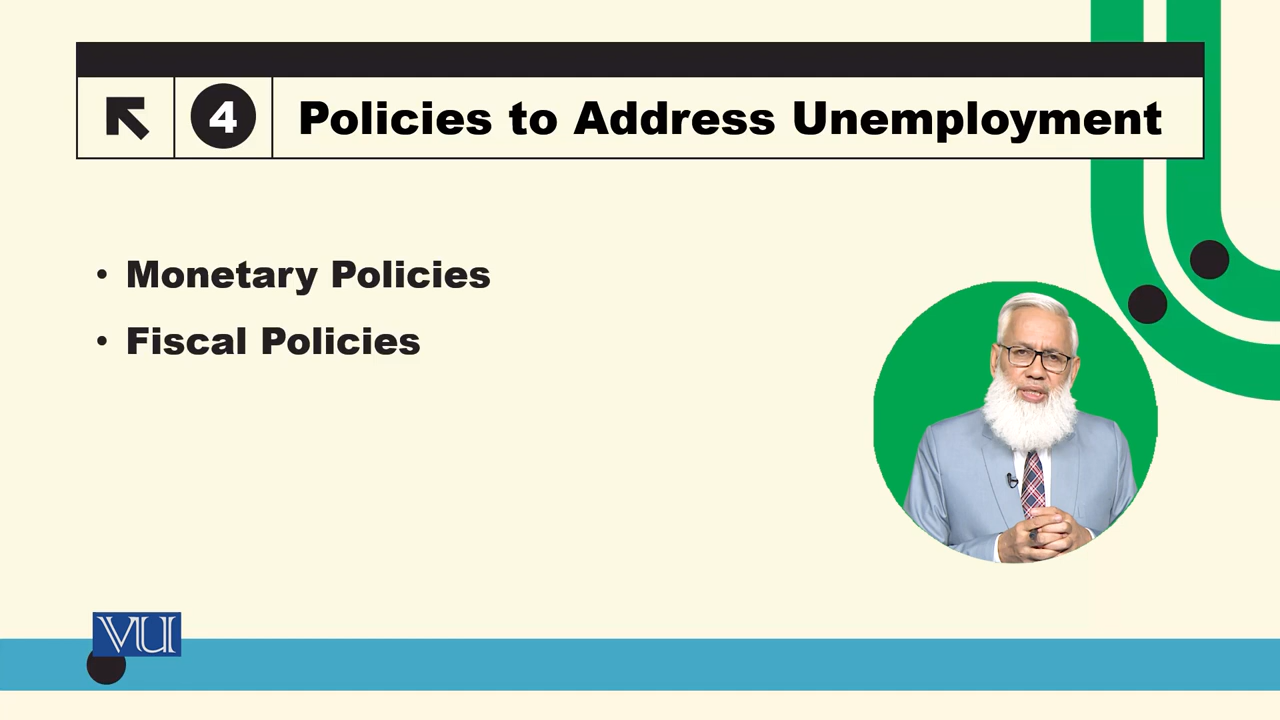 4 Policies to Address Unemployment
• Monetary Policies
• Fiscal Policies
VU